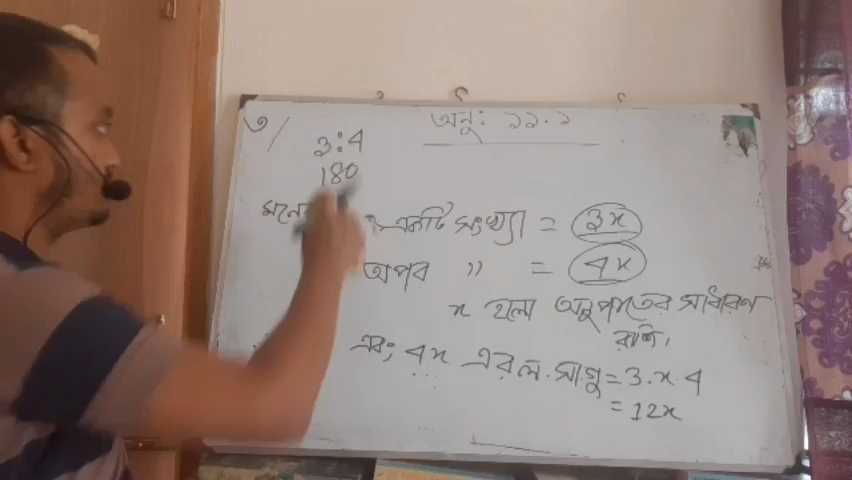 অনু: ১১.১
৩/
3:4
180
একটি সংখ্যা = 3x
অপর " = 4x
x হলো অনুপাতের সাধারণ
রাশি,
এবং, 4x এর ল.সা.গু = 3.x.4
= 12x